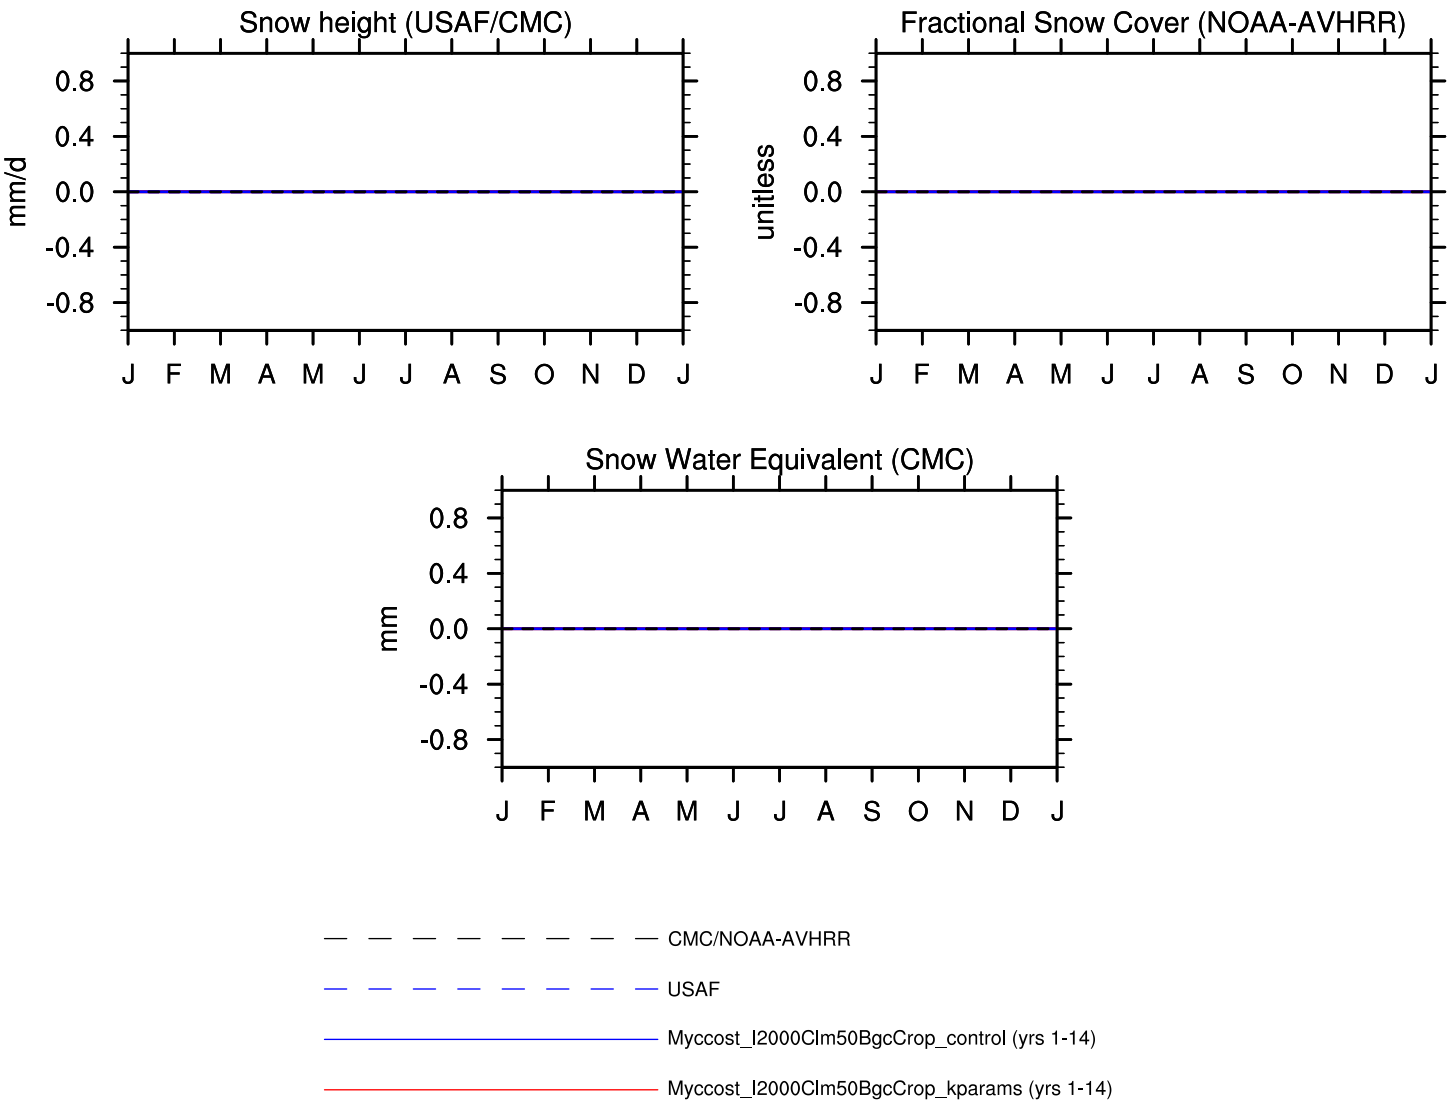 Snow height (USAF/CMC)
0.8
0.4
0.0
-0.4
-0.8
mm/d
J F M A M J J A S O N D J
Fractional Snow Cover (NOAA-AVHRR)
0.8
0.4
0.0
-0.4
-0.8
unitless
J F M A M J J A S O N D J
Snow Water Equivalent (CMC)
0.8
0.4
0.0
-0.4
-0.8
mm
J F M A M J J A S O N D J
CMC/NOAA-AVHRR
USAF
Myccost_I2000Clm50BgcCrop_control (yrs 1-14)
Myccost_I2000Clm50BgcCrop_kparams (yrs 1-14)